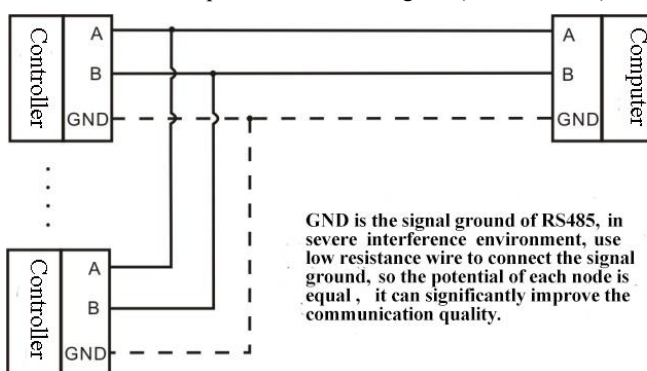 Controller
A
B
GND
A
B
GND
Computer
Controller
A
B
GND
GND is the signal ground of RS485, in
severe interference environment, use
low resistance wire to connect the signal
ground, so the potential of each node is
equal , it can significantly improve the
communication quality.